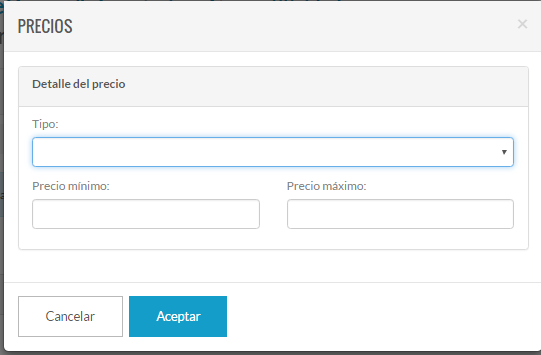 PRECIOS
×
Detalle del precio
Tipo:
Precio mínimo: Precio máximo:
Cancelar Aceptar